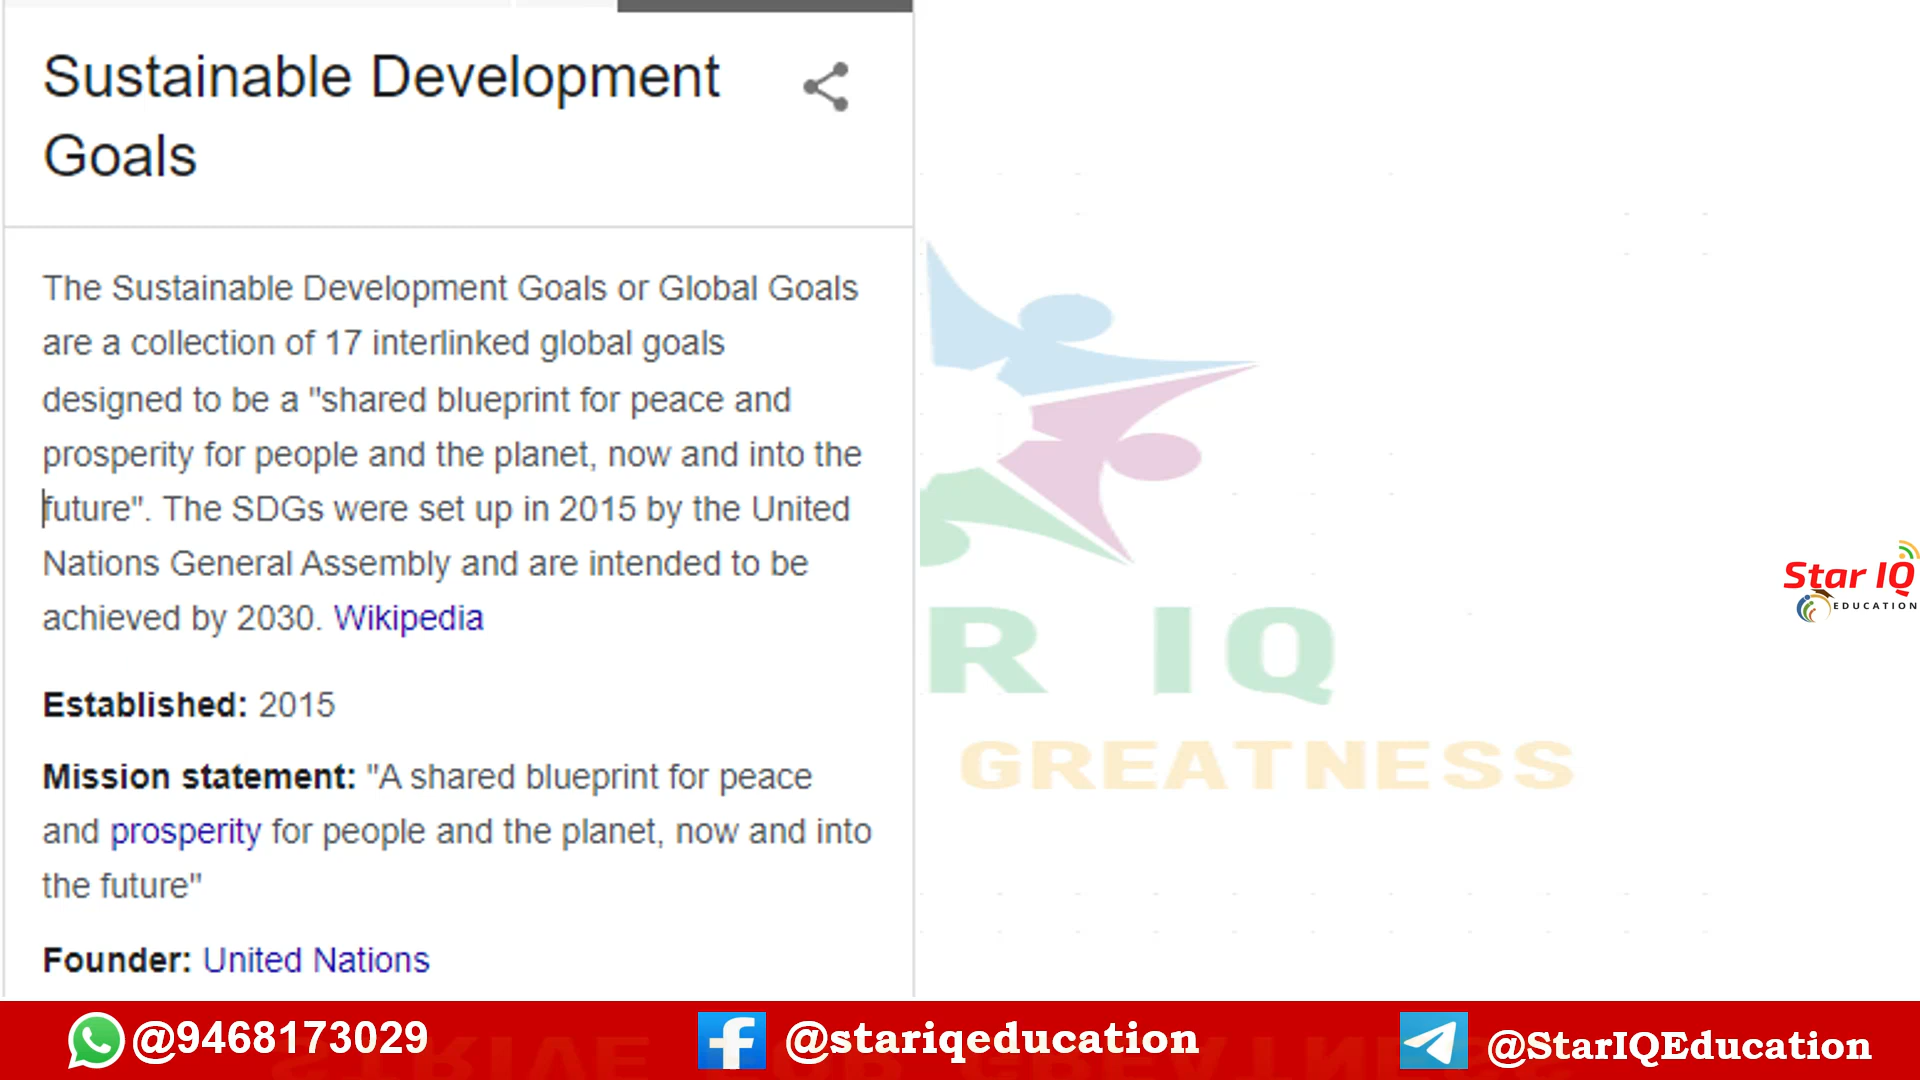 Sustainable Development
Goals
The Sustainable Development Goals or Global Goals
are a collection of 17 interlinked global goals
designed to be a "shared blueprint for peace and
prosperity for people and the planet, now and into the
future". The SDGs were set up in 2015 by the United
Nations General Assembly and are intended to be
achieved by 2030. Wikipedia
Established: 2015
Mission statement: "A shared blueprint for peace
and prosperity for people and the planet, now and into
the future"
Founder: United Nations
R IQ
GREATNESS
Star IQ
EDUCATION
@9468173029
@stariqeducation
@StarIQEducation